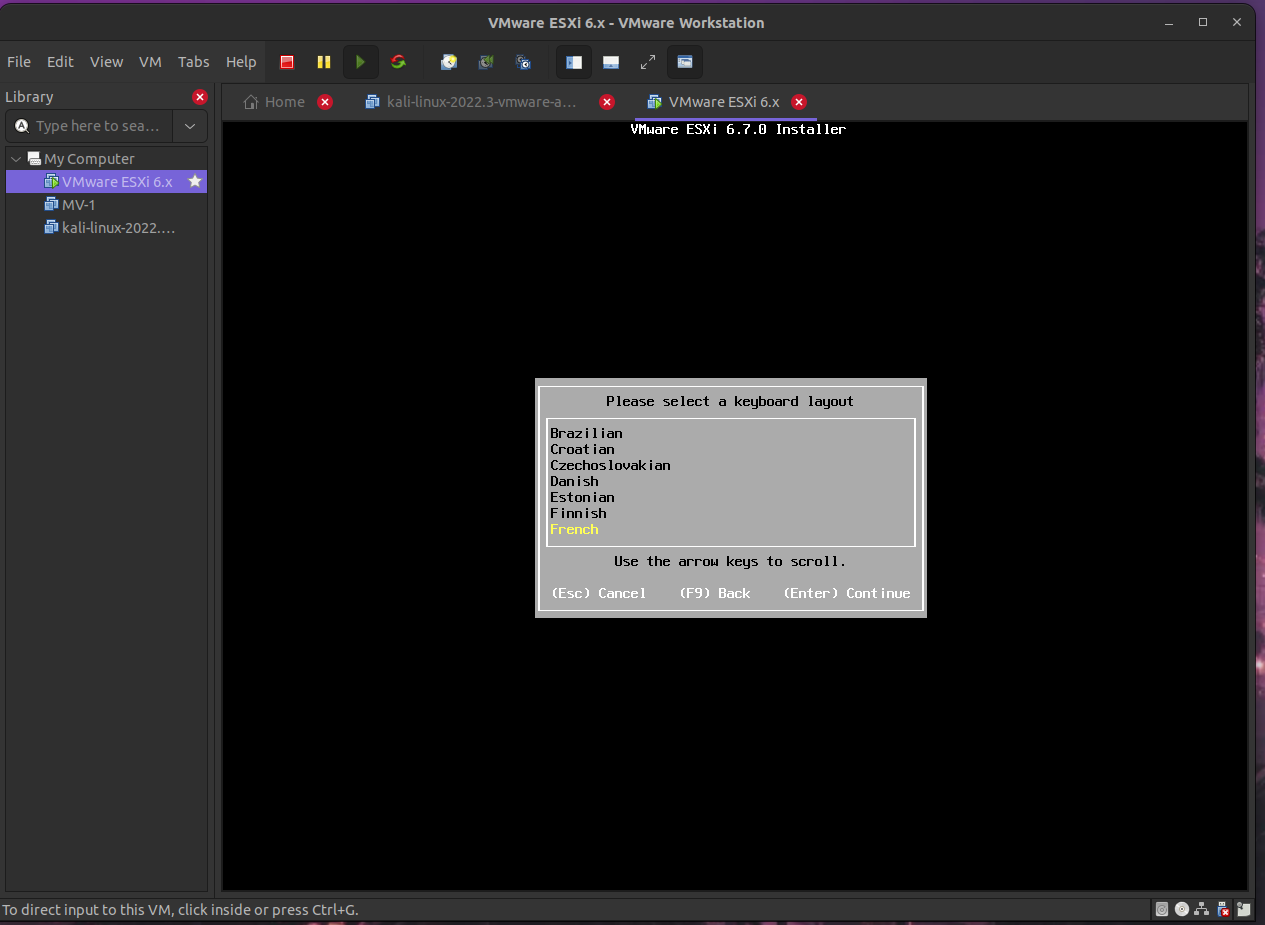 VMware ESXi 6.x - VMware Workstation
File Edit View VM Tabs Help
Library
Type here to sea...
My Computer
VMware ESXi 6.x
MV-1
kali-linux-2022....
Home
kali-linux-2022.3-vmware-a...
VMware ESXi 6.x
VMware ESXi 6.7.0 Installer
Please select a keyboard layout
Brazilian
Croatian
Czechoslovakian
Danish
Estonian
Finnish
French
Use the arrow keys to scroll.
(Esc) Cancel (F9) Back (Enter) Continue
To direct input to this VM, click inside or press Ctrl+G.